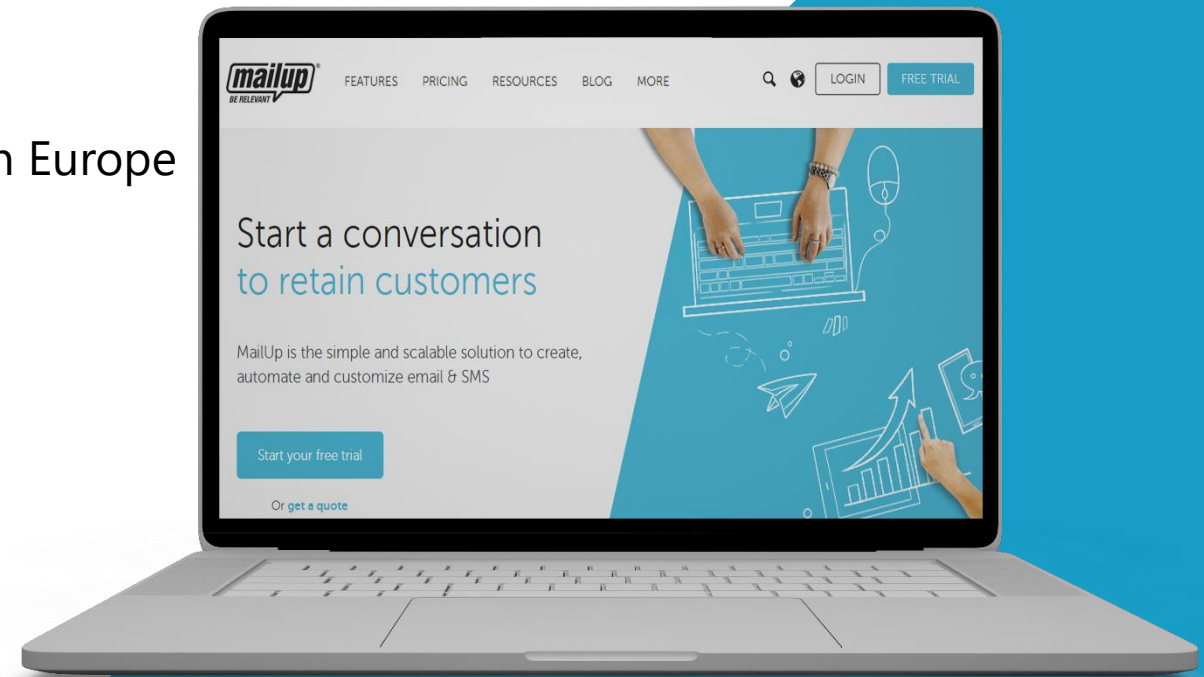 n Europe
mailup
BE RELEVANT
FEATURES PRICING RESOURCES BLOG MORE LOGIN FREE TRIAL
Start a conversation
to retain customers
MailUp is the simple and scalable solution to create,
automate and customize email & SMS
Start your free trial
Or get a quote